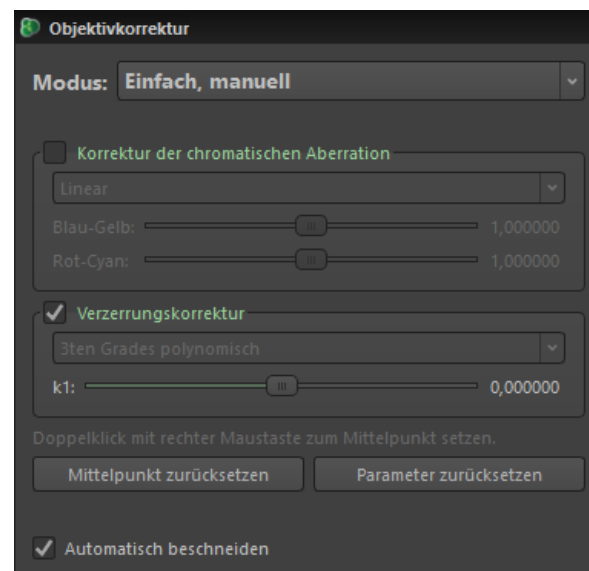 Objektivkorrektur
Modus: Einfach, manuell
Korrektur der chromatischen Aberration
Linear
Blau-Gelb: 1,000000
Rot-Cyan: 1,000000
Verzerrungskorrektur
3ten Grades polynomisch
k1: 0,000000
Doppelklick mit rechter Maustaste zum Mittelpunkt setzen.
Mittelpunkt zurücksetzen Parameter zurücksetzen
Automatisch beschneiden